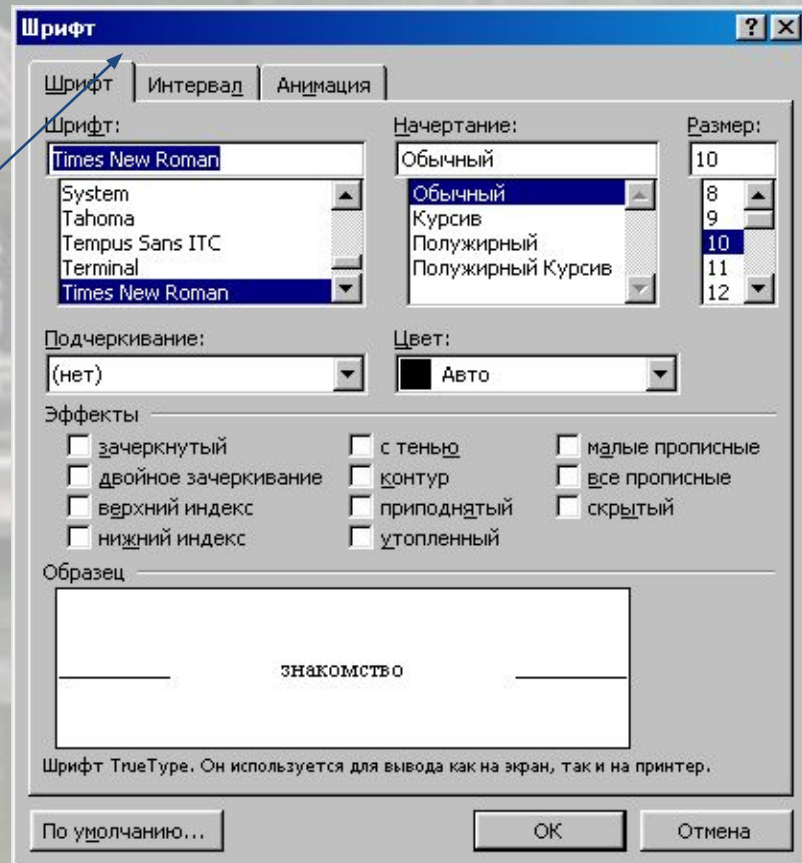 Шрифт
Шрифт Интервал Анимация
Шрифт: Начертание: Размер:
Times New Roman Обычный 10
System Обычный 8
Tahoma Курсив 9
Tempus Sans ITC Полужирный 10
Terminal Полужирный Курсив 11
Times New Roman 12
Подчеркивание: Цвет:
(нет) Авто
Эффекты
зачеркнутый с тенью малые прописные
двойное зачеркивание контур все прописные
верхний индекс приподнятый скрытый
нижний индекс утопленный
Образец
знакомство
Шрифт TrueType. Он используется для вывода как на экран, так и на принтер.
По умолчанию... ОК Отмена